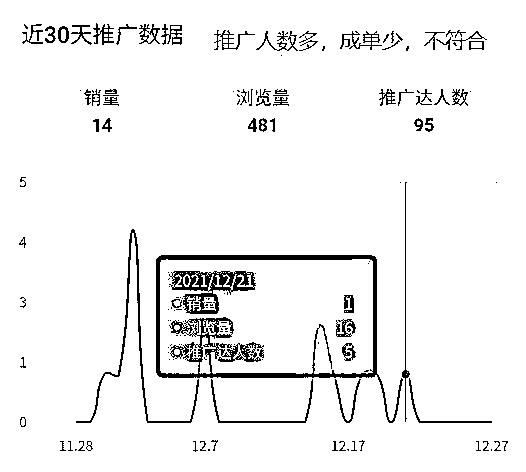 近30天推广数据
推广人数多，成单少，不符合
销量 浏览量 推广达人数
14 481 95
5
4
3
1
0
2021/12/21
销量 1
浏览量 16
推广达人数 6
11.28 12.7 12.17 12.27